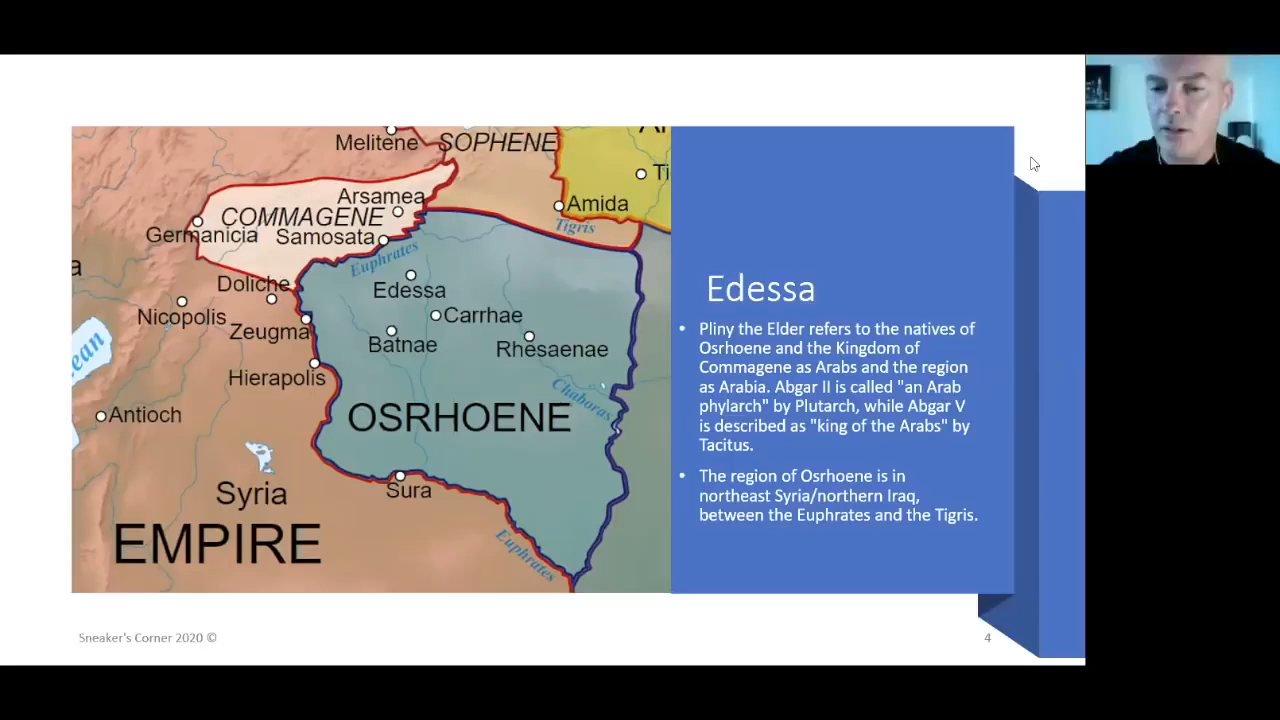 Melitene
SOPHENE
Ti
Arsamea
COMMAGENE
Amida
Germanicia
Samosata
Tigris
Euphrates
a
Doliche
Edessa
Nicopolis
Carrhae
Zeugma
Batnae
Rhesaenae
ean
Hierapolis
Chaboras
Antioch
OSRHOENE
Syria
Sura
EMPIRE
Euphrates
Edessa
• Pliny the Elder refers to the natives of
Osrhoene and the Kingdom of
Commagene as Arabs and the region
as Arabia. Abgar II is called "an Arab
phylarch" by Plutarch, while Abgar V
is described as "king of the Arabs" by
Tacitus.
• The region of Osrhoene is in
northeast Syria/northern Iraq,
between the Euphrates and the Tigris.
Sneaker's Corner 2020 ©
4